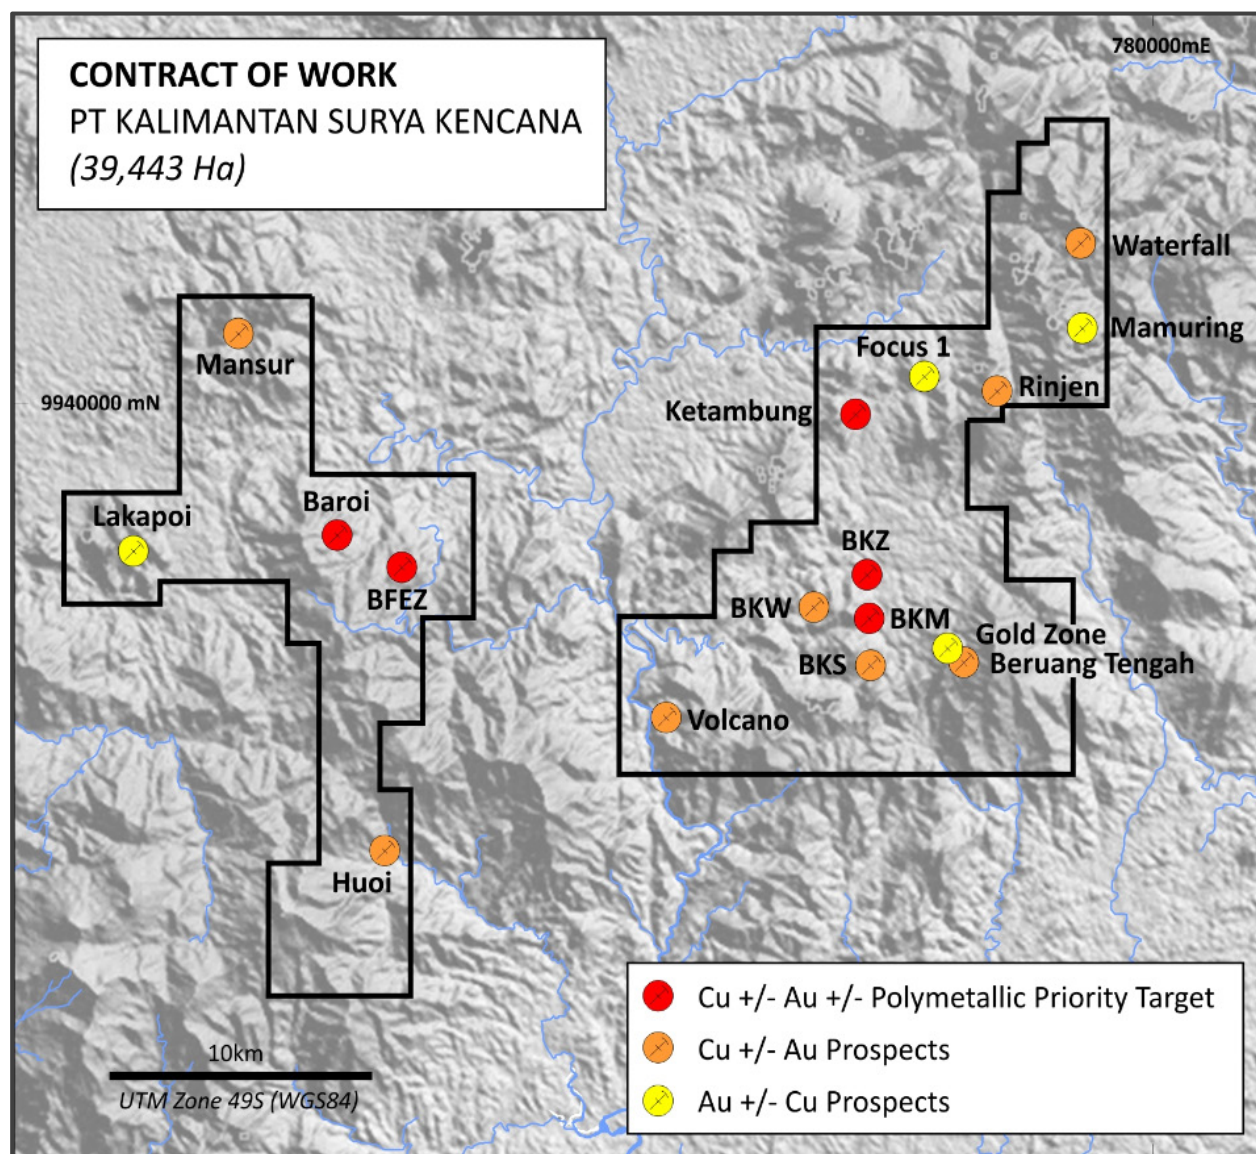 CONTRACT OF WORK
PT KALIMANTAN SURYA KENCANA
(39,443 Ha)
780000mE
Waterfall
Mamuring
Mansur
Focus 1
Rinjen
9940000 mN
Ketambung
Lakapoi
Baroi
BKZ
BFEZ
BKW
BKM
Gold Zone
BKS
Beruang Tengah
Volcano
Huoi
10km
UTM Zone 49S (WGS84)
Cu +/- Au +/- Polymetallic Priority Target
Cu +/- Au Prospects
Au +/- Cu Prospects